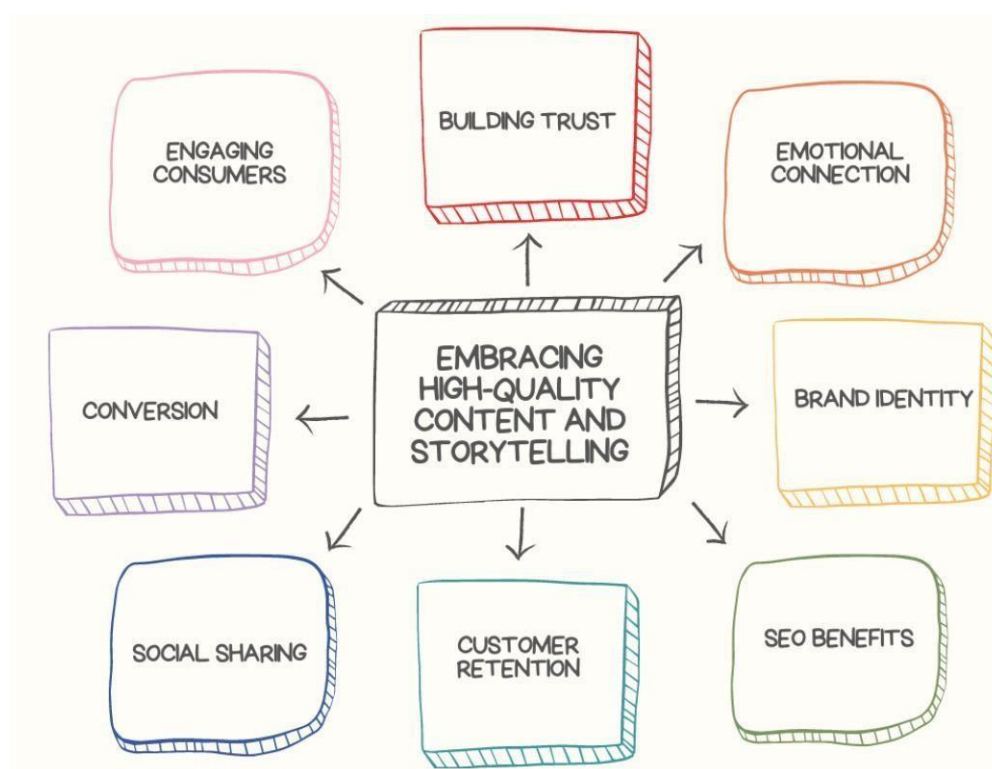 BUILDING TRUST
ENGAGING
CONSUMERS
EMOTIONAL
CONNECTION
EMBRACING
HIGH-QUALITY
CONTENT AND
STORYTELLING
CONVERSION
BRAND IDENTITY
SOCIAL SHARING
CUSTOMER
RETENTION
SEO BENEFITS